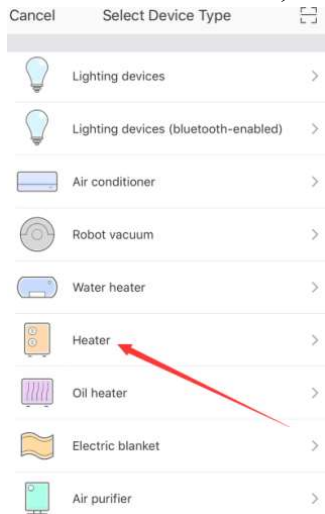 Cancel Select Device Type
Lighting devices
Lighting devices (bluetooth-enabled)
Air conditioner
Robot vacuum
Water heater
Heater
Oil heater
Electric blanket
Air purifier